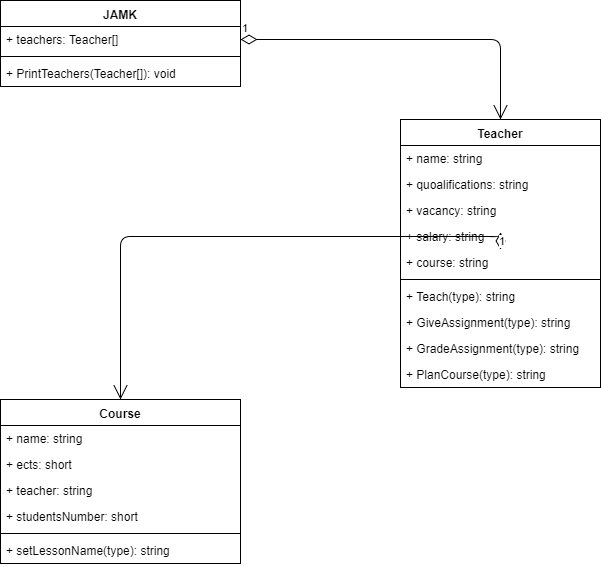 JAMK
+ teachers: Teacher[]
1
+ PrintTeachers(Teacher[]): void
Teacher
+ name: string
+ quoalifications: string
+ vacancy: string
+ salary: string
1
+ course: string
+ Teach(type): string
+ GiveAssignment(type): string
+ GradeAssignment(type): string
+ PlanCourse(type): string
Course
+ name: string
+ ects: short
+ teacher: string
+ studentsNumber: short
+ setLessonName(type): string